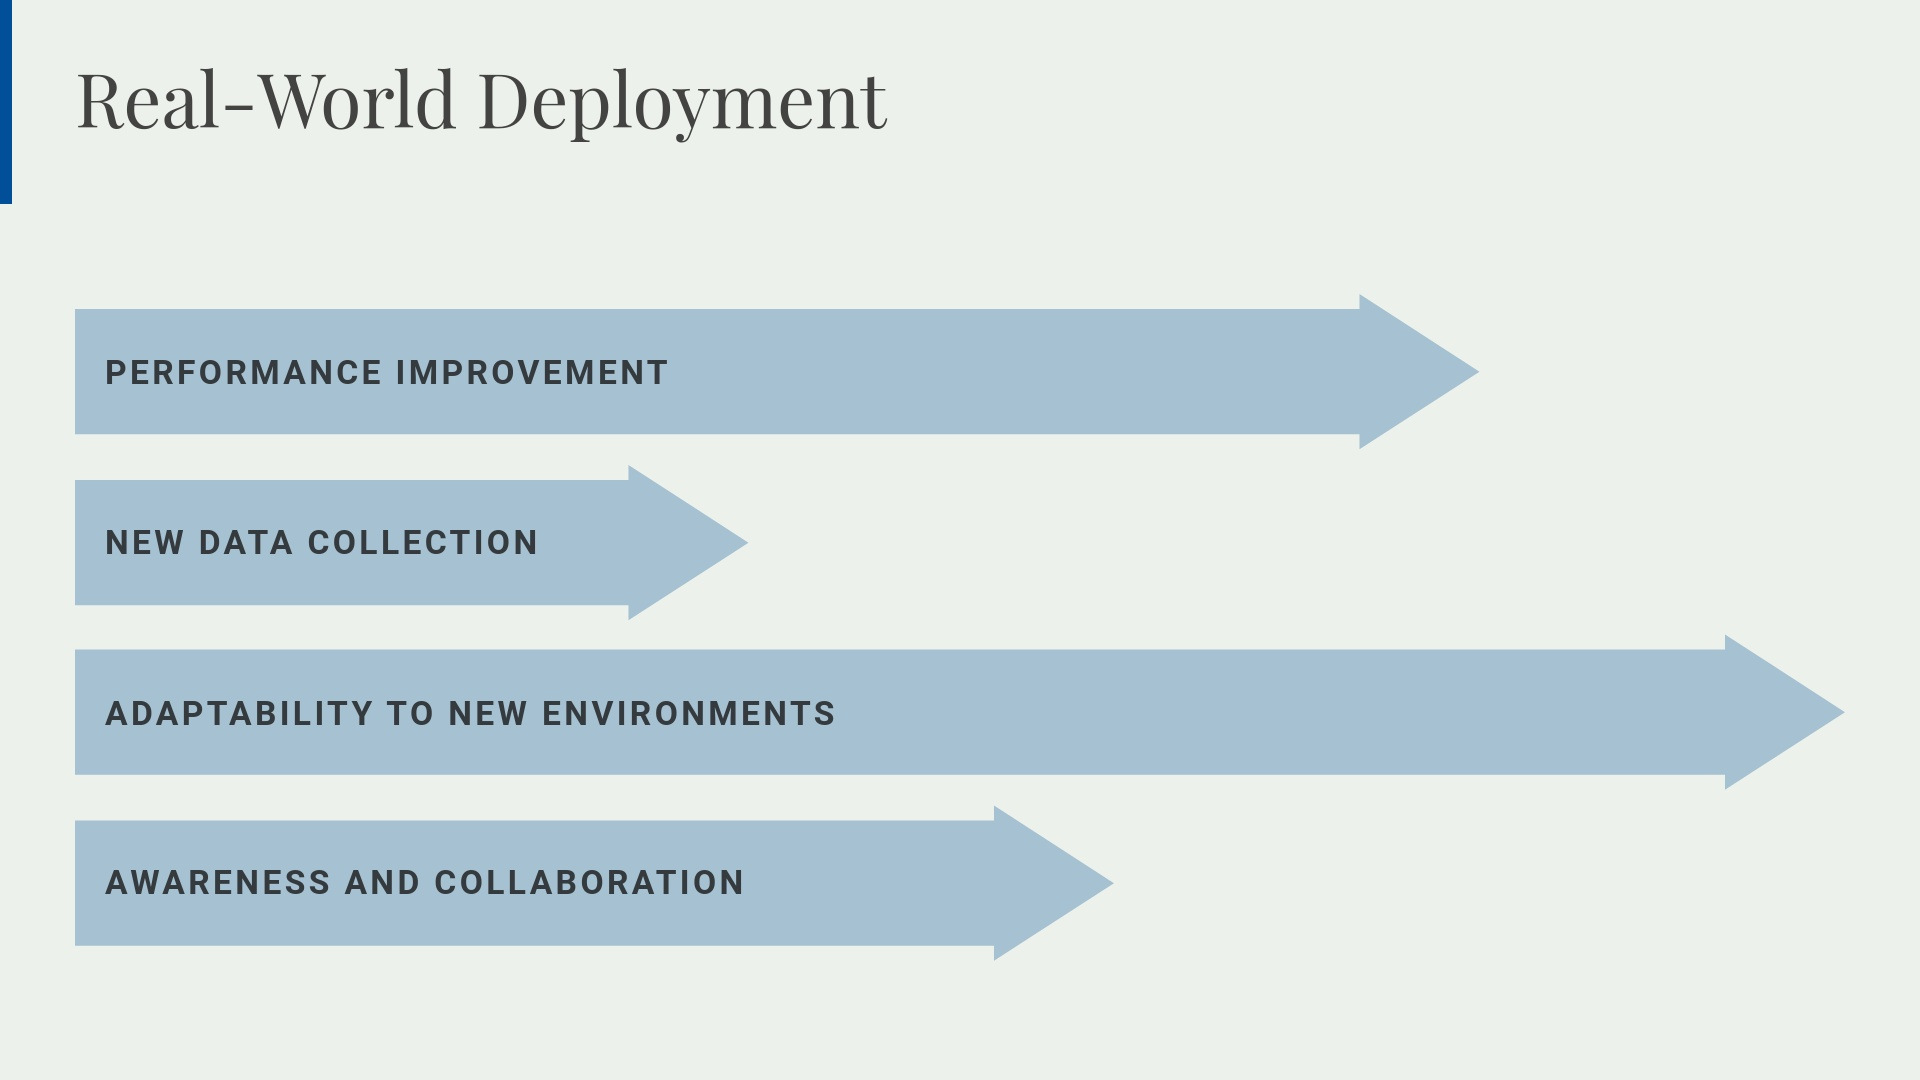 Real-World Deployment
PERFORMANCE IMPROVEMENT
NEW DATA COLLECTION
ADAPTABILITY TO NEW ENVIRONMENTS
AWARENESS AND COLLABORATION